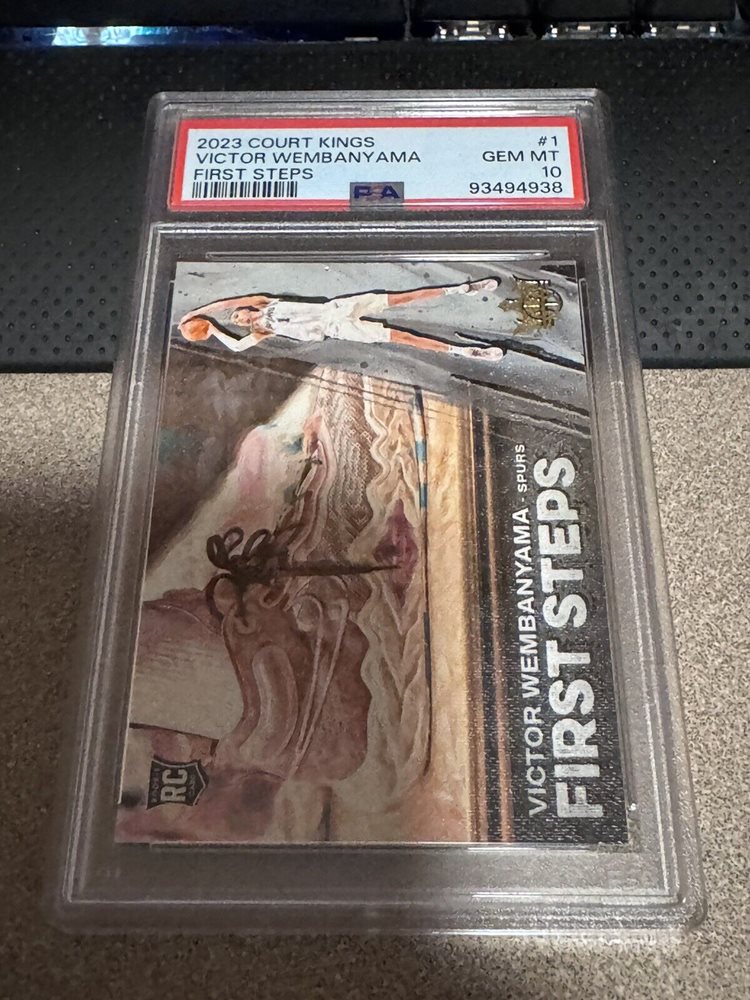 2023 COURT KINGS #1
VICTOR WEMBANYAMA GEM MT
FIRST STEPS 10
PSA 93494938
VICTOR WEMBANYAMA - SPURS
FIRST STEPS
RC